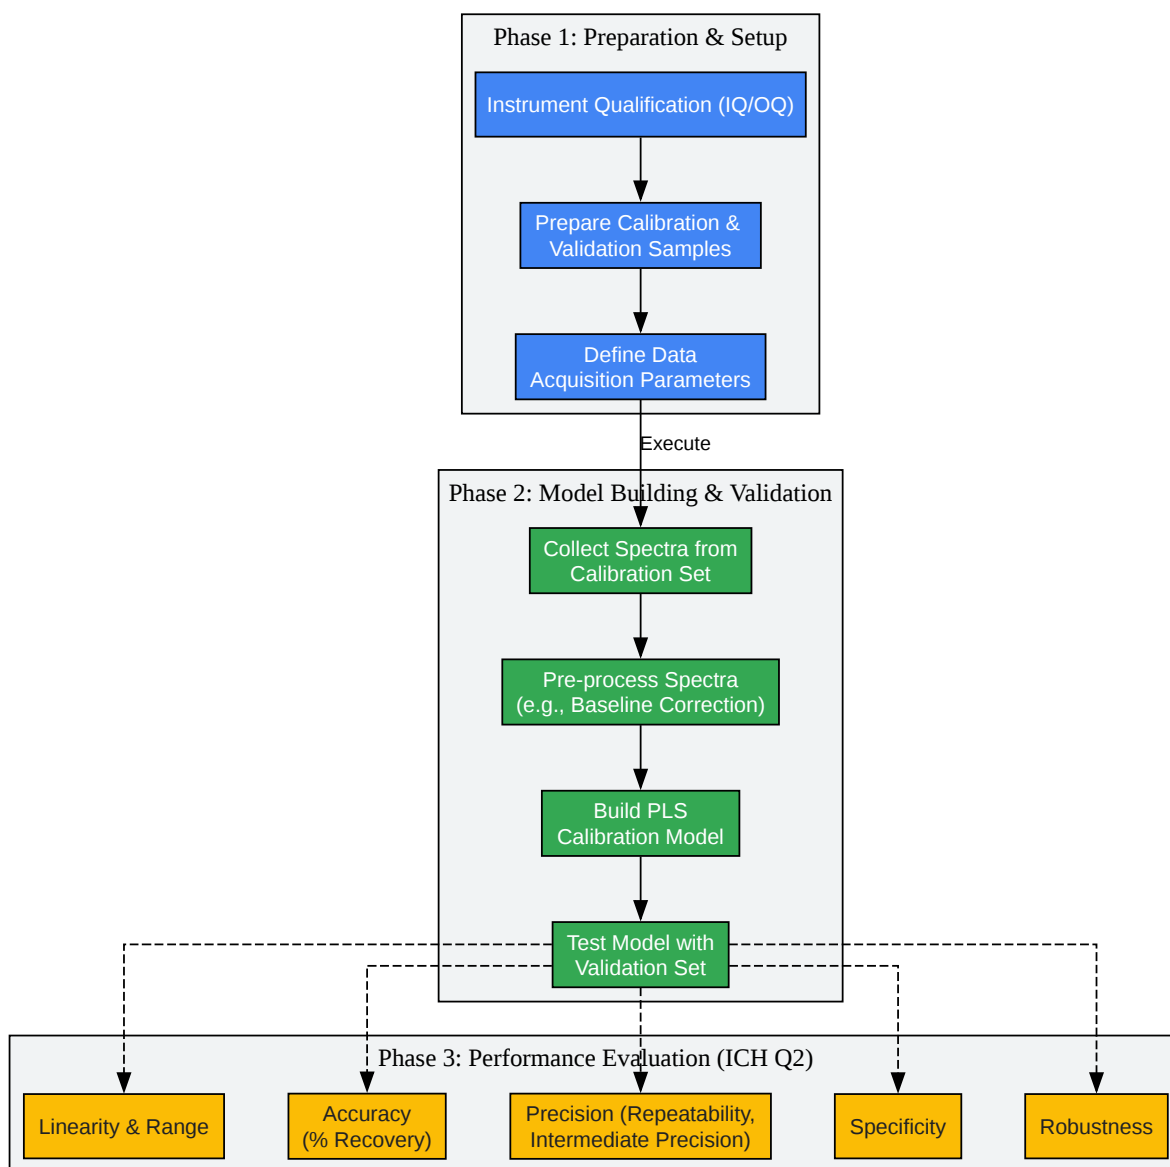 Phase 1: Preparation & Setup
Instrument Qualification (IQ/OQ)
Prepare Calibration &
Validation Samples
Define Data
Acquisition Parameters
Execute
Phase 2: Model Building & Validation
Collect Spectra from
Calibration Set
Pre-process Spectra
(e.g., Baseline Correction)
Build PLS
Calibration Model
Test Model with
Validation Set
Phase 3: Performance Evaluation (ICH Q2)
Linearity & Range
Accuracy
(% Recovery)
Precision (Repeatability,
Intermediate Precision)
Specificity
Robustness